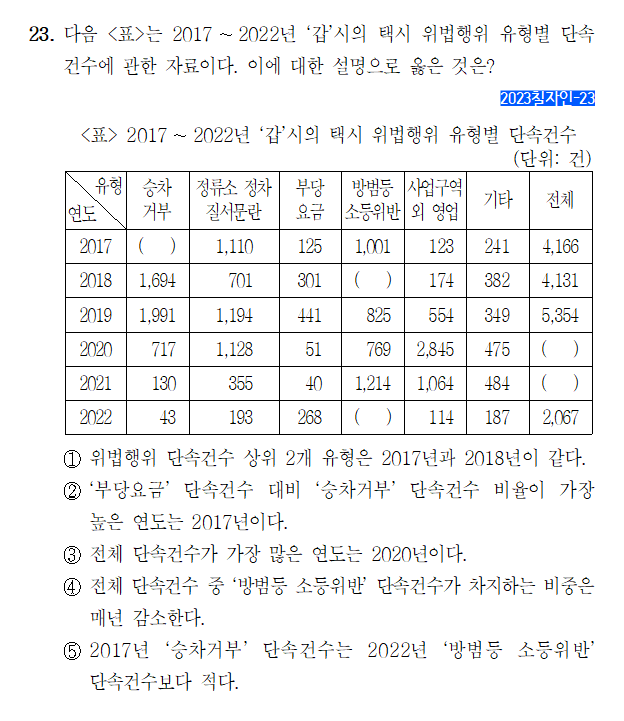 23. 다음 <표>는 2017 ~ 2022년 ‘갑’시의 택시 위법행위 유형별 단속
건수에 관한 자료이다. 이에 대한 설명으로 옳은 것은?
2023칠자인-23
<표> 2017 ~ 2022년 ‘갑’시의 택시 위법행위 유형별 단속건수
(단위: 건)
유형 연도 승차거부 정류소 정차 질서문란 부당요금 방범등 소등위반 사업구역 외 영업 기타 전체
2017 ( ) 1,110 125 1,001 123 241 4,166
2018 1,694 701 301 ( ) 174 382 4,131
2019 1,991 1,194 441 825 554 349 5,354
2020 717 1,128 51 769 2,845 475 ( )
2021 130 355 40 1,214 1,064 484 ( )
2022 43 193 268 ( ) 114 187 2,067
① 위법행위 단속건수 상위 2개 유형은 2017년과 2018년이 같다.
② ‘부당요금’ 단속건수 대비 ‘승차거부’ 단속건수 비율이 가장
높은 연도는 2017년이다.
③ 전체 단속건수가 가장 많은 연도는 2020년이다.
④ 전체 단속건수 중 ‘방범등 소등위반’ 단속건수가 차지하는 비중은
매년 감소한다.
⑤ 2017년 ‘승차거부’ 단속건수는 2022년 ‘방범등 소등위반’
단속건수보다 적다.